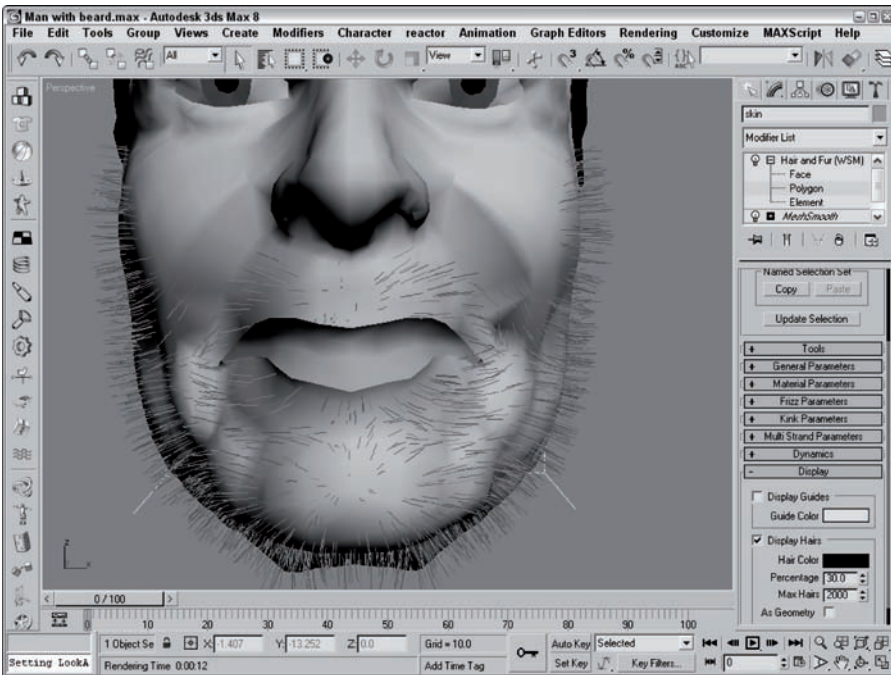 Man with beard.max - Autodesk 3ds Max 8
File Edit Tools Group Views Create Modifiers Character reactor Animation Graph Editors Rendering Customize MAXScript Help
All
View
ABC
Perspective
skin
Modifier List
Hair and Fur (WSM)
Face
Polygon
Element
MeshSmooth
Named Selection Set
Copy Paste
Update Selection
+ Tools
+ General Parameters
+ Material Parameters
+ Frizz Parameters
+ Kink Parameters
+ Multi Strand Parameters
+ Dynamics
- Display
Display Guides
Guide Color
Display Hairs
Hair Color
Percentage 30.0
Max Hairs 2000
As Geometry
z
x
< 0 / 100 >
0 10 20 30 40 50 60 70 80 90 100
1 Object Se X: -1.407 Y: -13.252 Z: 0.0 Grid = 10.0 Auto Key Selected
Setting LookA Rendering Time 0:00:12 Add Time Tag Set Key Key Filters... 0